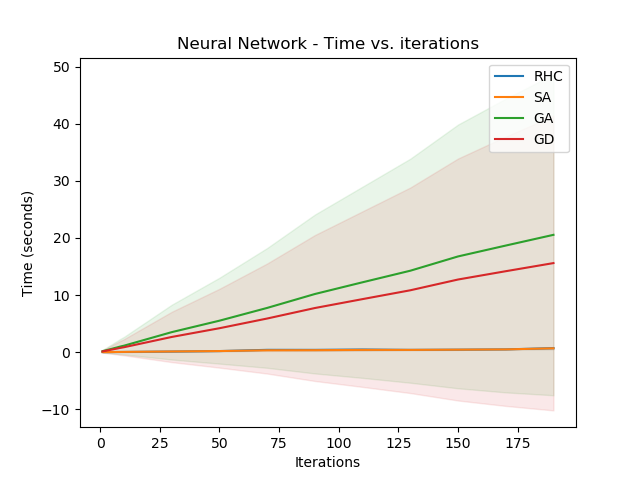 Neural Network - Time vs. iterations
50
40
30
20
10
0
−10
Time (seconds)
RHC
SA
GA
GD
0 25 50 75 100 125 150 175
Iterations